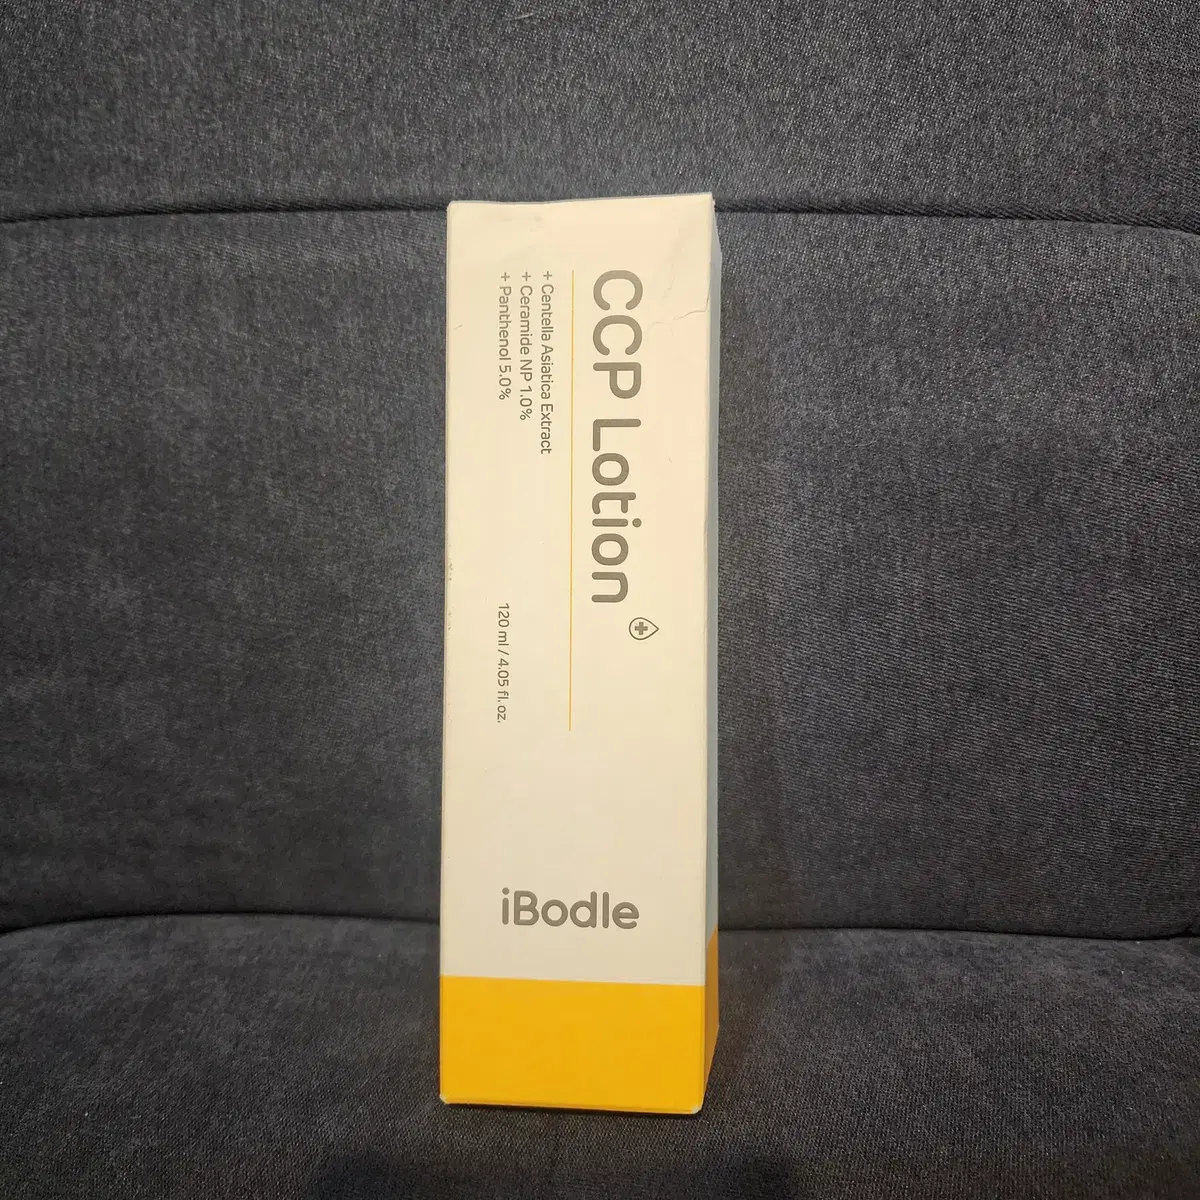 CCP Lotion
+ Centella Asiatica Extract
+ Ceramide NP 1.0%
+ Panthenol 5.0%
120 ml / 4.05 fl. oz.
iBodle